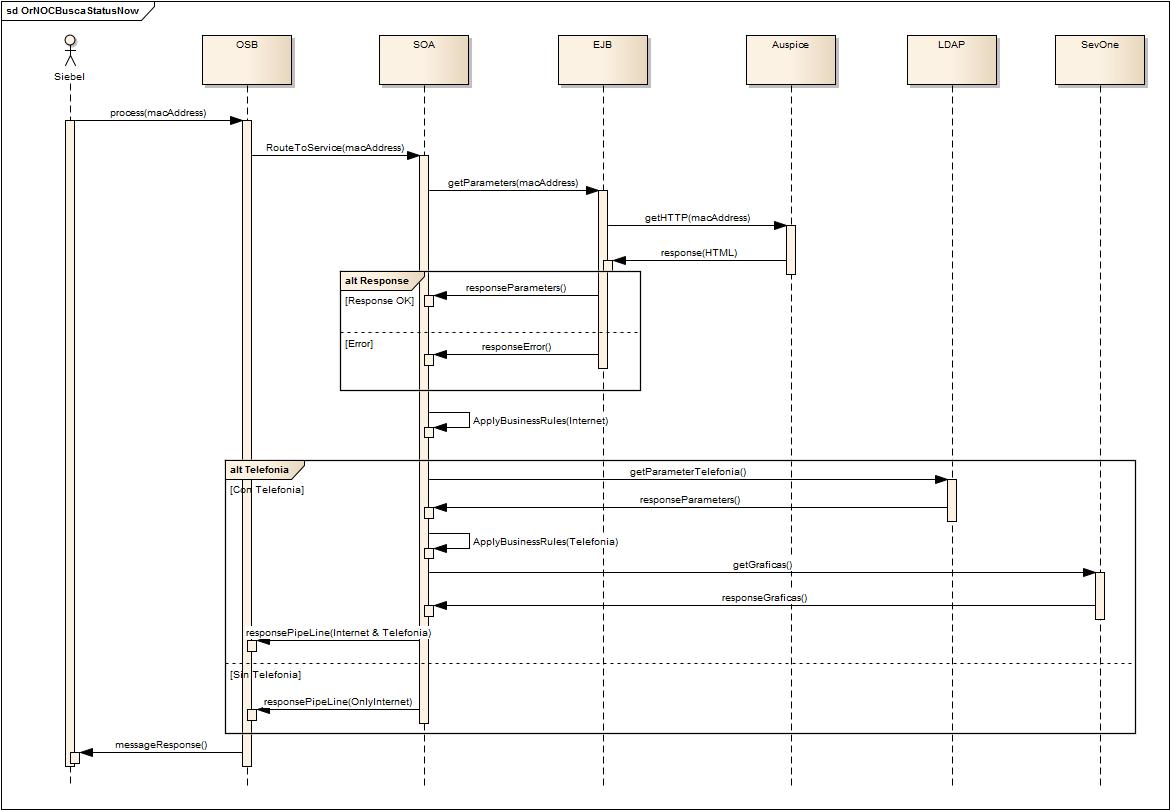 sd OrNOCBuscaStatusNow
Siebel
OSB
SOA
EJB
Auspice
LDAP
SevOne
process(macAddress)
RouteToService(macAddress)
getParameters(macAddress)
getHTTP(macAddress)
response(HTML)
alt Response
responseParameters()
[Response OK]
[Error]
responseError()
ApplyBusinessRules(Internet)
alt Telefonia
getParameterTelefonia()
[Con Telefonia]
responseParameters()
ApplyBusinessRules(Telefonia)
getGraficas()
responseGraficas()
responsePipeLine(Internet & Telefonia)
[Sin Telefonia]
responsePipeLine(OnlyInternet)
messageResponse()